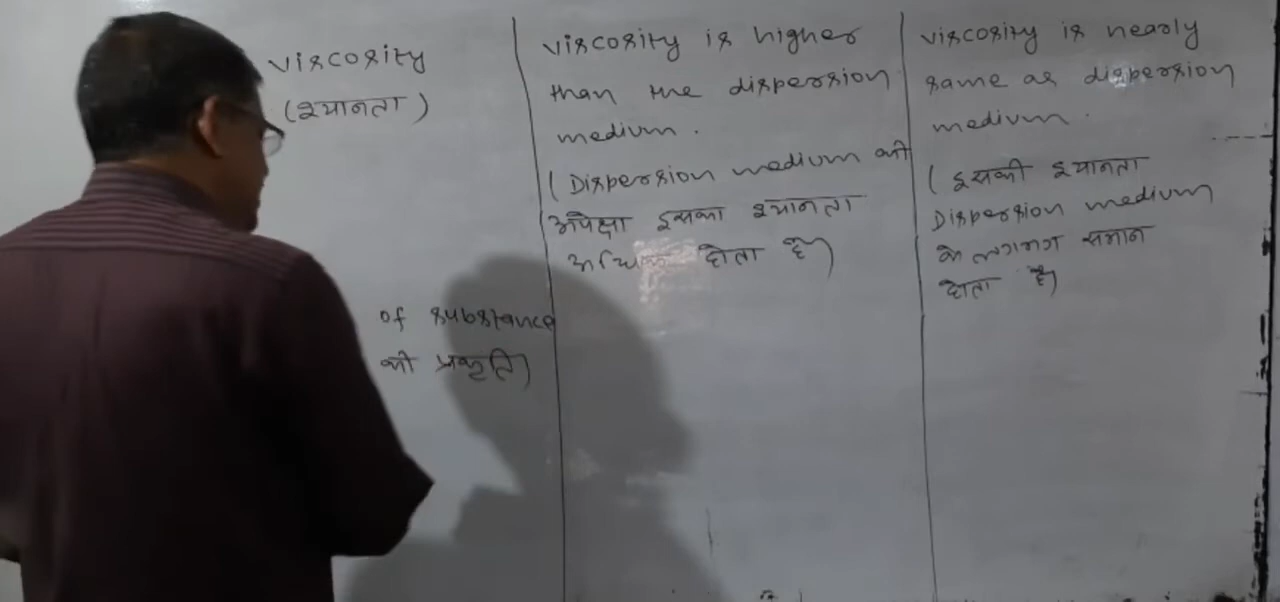 Viscosity
(श्यानता)
of substance
की प्रकृति)
Viscosity is higher
than the dispersion
medium.
(Dispersion medium की
अपेक्षा इसका श्यानता
अधिक होता है)
Viscosity is nearly
same as dispersion
medium.
(इसकी श्यानता
Dispersion medium
के लगभग समान
होता है)